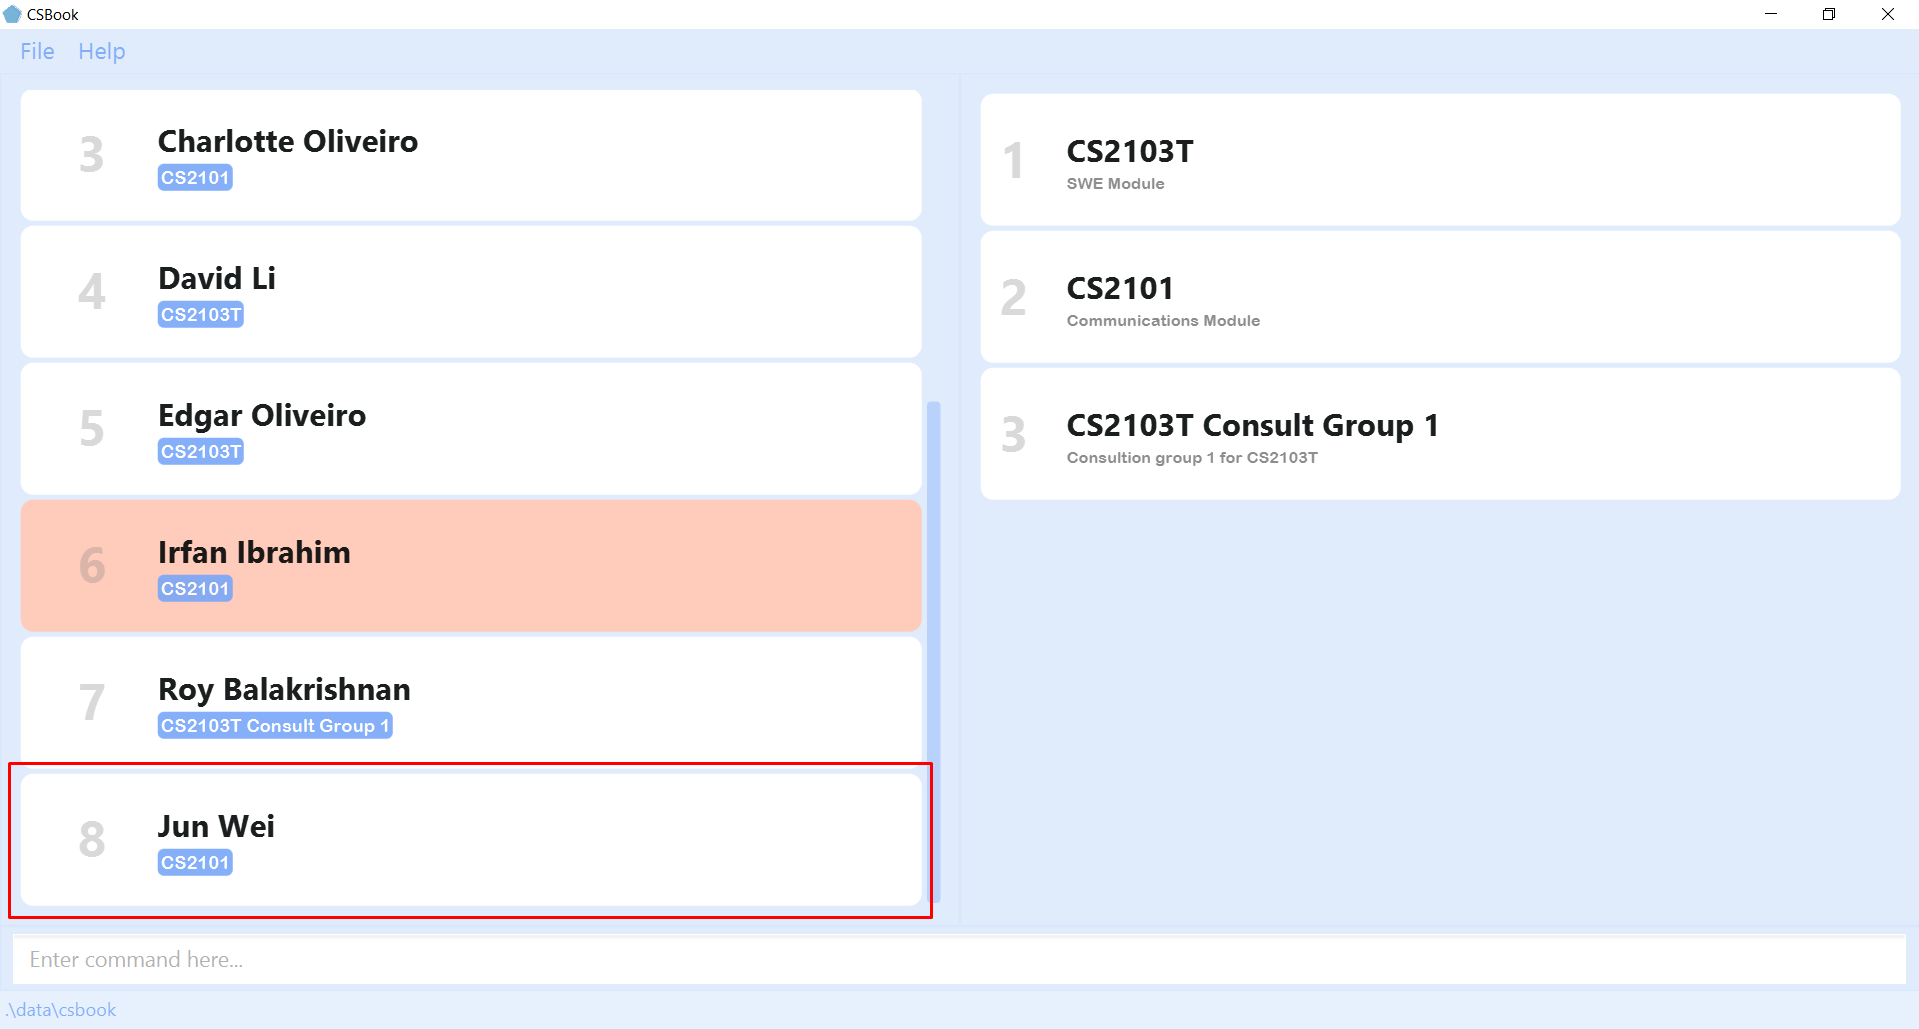 CSBook
File Help
3
Charlotte Oliveiro
CS2101
4
David Li
CS2103T
5
Edgar Oliveiro
CS2103T
6
Irfan Ibrahim
CS2101
7
Roy Balakrishnan
CS2103T Consult Group 1
8
Jun Wei
CS2101
1
CS2103T
SWE Module
2
CS2101
Communications Module
3
CS2103T Consult Group 1
Consultion group 1 for CS2103T
Enter command here...
.\data\csbook